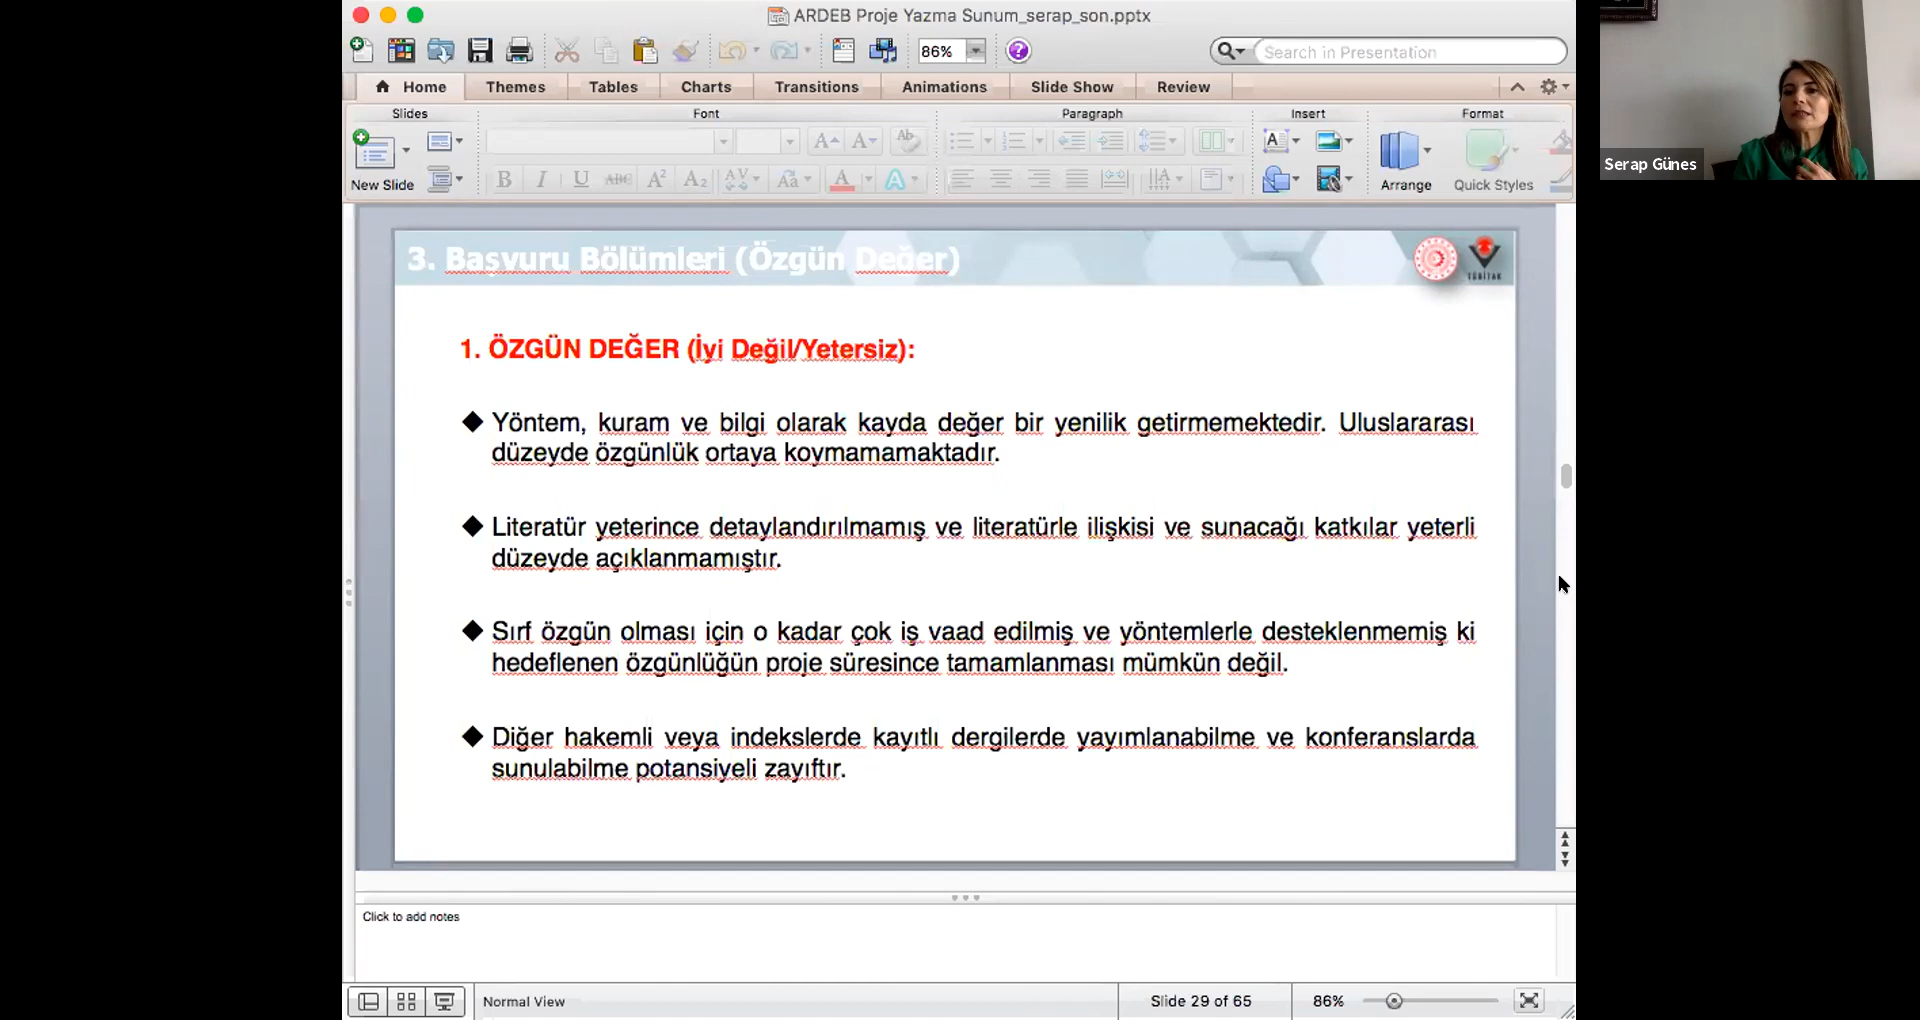 ARDEB Proje Yazma Sunum_serap_son.pptx
86%
Search in Presentation
Home
Themes
Tables
Charts
Transitions
Animations
Slide Show
Review
Slides
Font
Paragraph
Insert
Format
New Slide
Arrange
Quick Styles
Serap Günes
3. Başvuru Bölümleri (Özgün Değer)
TÜBİTAK
1. ÖZGÜN DEĞER (İyi Değil/Yetersiz):
Yöntem, kuram ve bilgi olarak kayda değer bir yenilik getirmemektedir. Uluslararası
düzeyde özgünlük ortaya koymamamaktadır.
Literatür yeterince detaylandırılmamış ve literatürle ilişkisi ve sunacağı katkılar yeterli
düzeyde açıklanmamıştır.
Sırf özgün olması için o kadar çok iş vaad edilmiş ve yöntemlerle desteklenmemiş ki
hedeflenen özgünlüğün proje süresince tamamlanması mümkün değil.
Diğer hakemli veya indekslerde kayıtlı dergilerde yayımlanabilme ve konferanslarda
sunulabilme potansiyeli zayıftır.
Click to add notes
Normal View
Slide 29 of 65
86%